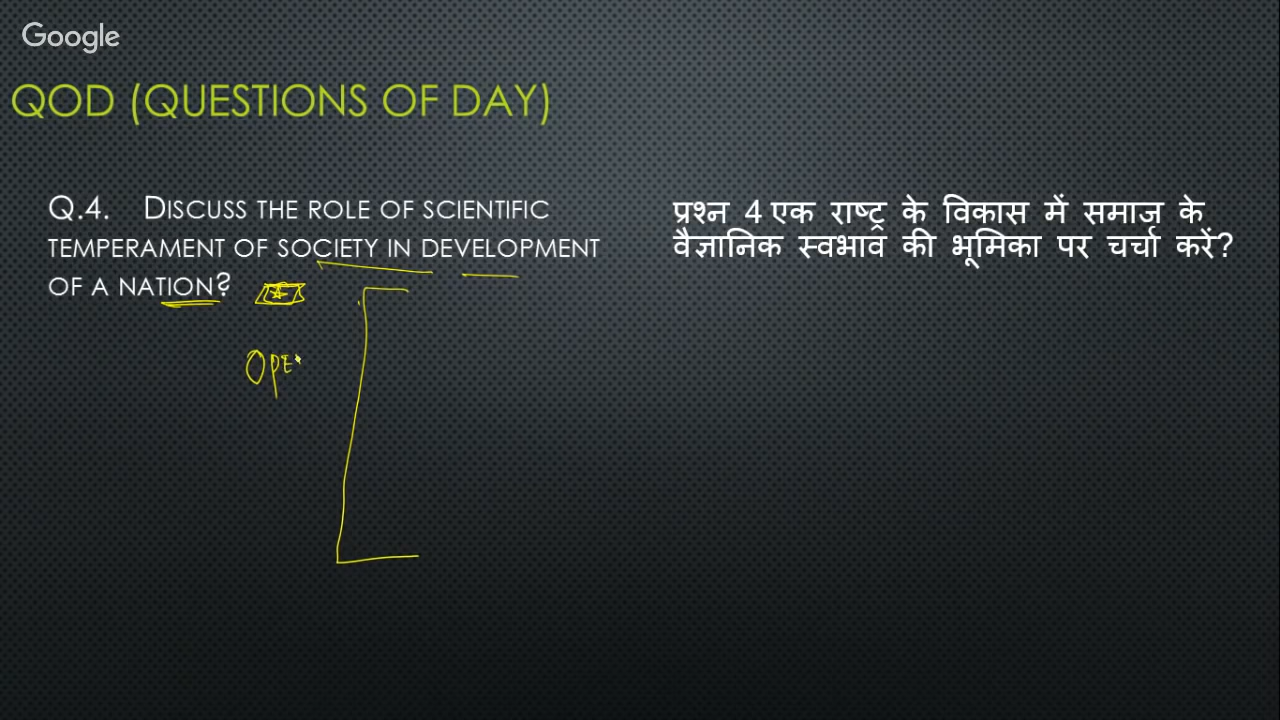 Google
QOD (QUESTIONS OF DAY)
Q.4. DISCUSS THE ROLE OF SCIENTIFIC
TEMPERAMENT OF SOCIETY IN DEVELOPMENT
OF A NATION?
प्रश्न 4 एक राष्ट्र के विकास में समाज के
वैज्ञानिक स्वभाव की भूमिका पर चर्चा करें?
OPE